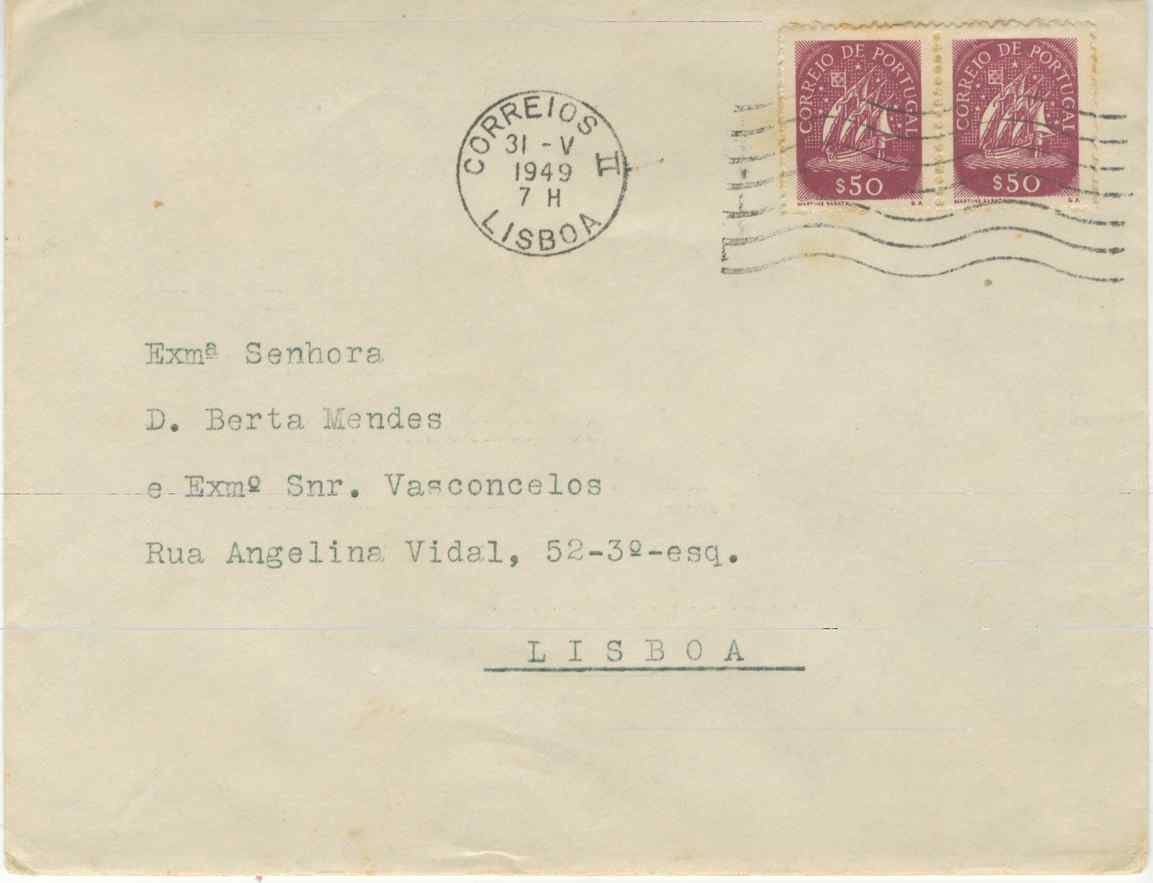 CORREIOS II
31 - V
1949
7 H
LISBOA
CORREIO DE PORTUGAL
$50
CORREIO DE PORTUGAL
$50
Exmª Senhora
D. Berta Mendes
e Exmº Snr. Vasconcelos
Rua Angelina Vidal, 52-3º-esq.
L I S B O A